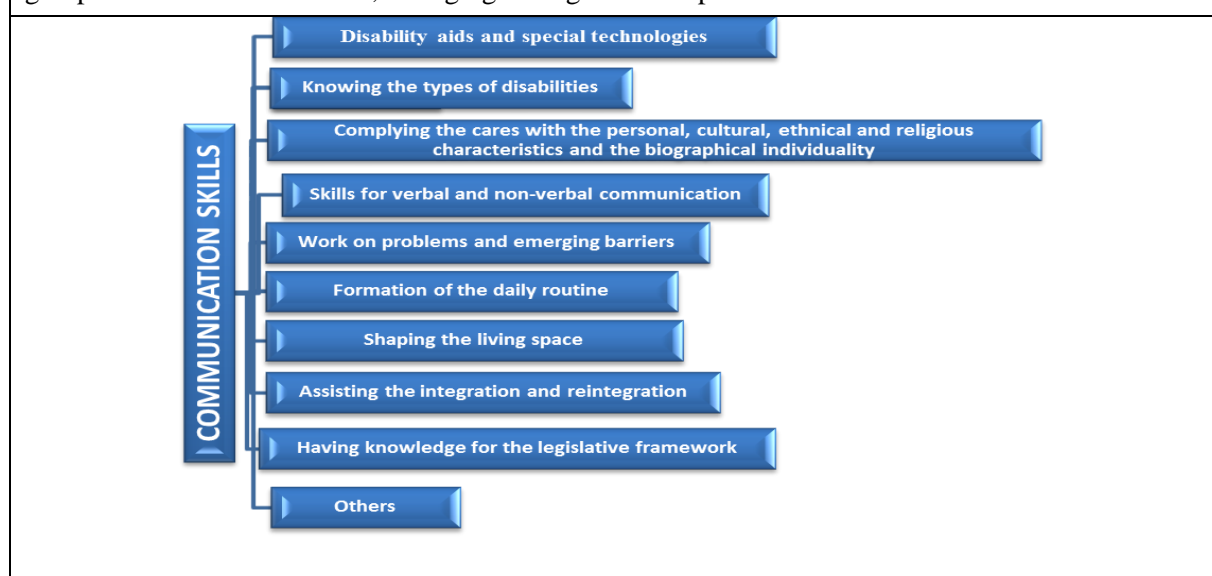 COMMUNICATION SKILLS
Disability aids and special technologies
Knowing the types of disabilities
Complying the cares with the personal, cultural, ethnical and religious
characteristics and the biographical individuality
Skills for verbal and non-verbal communication
Work on problems and emerging barriers
Formation of the daily routine
Shaping the living space
Assisting the integration and reintegration
Having knowledge for the legislative framework
Others